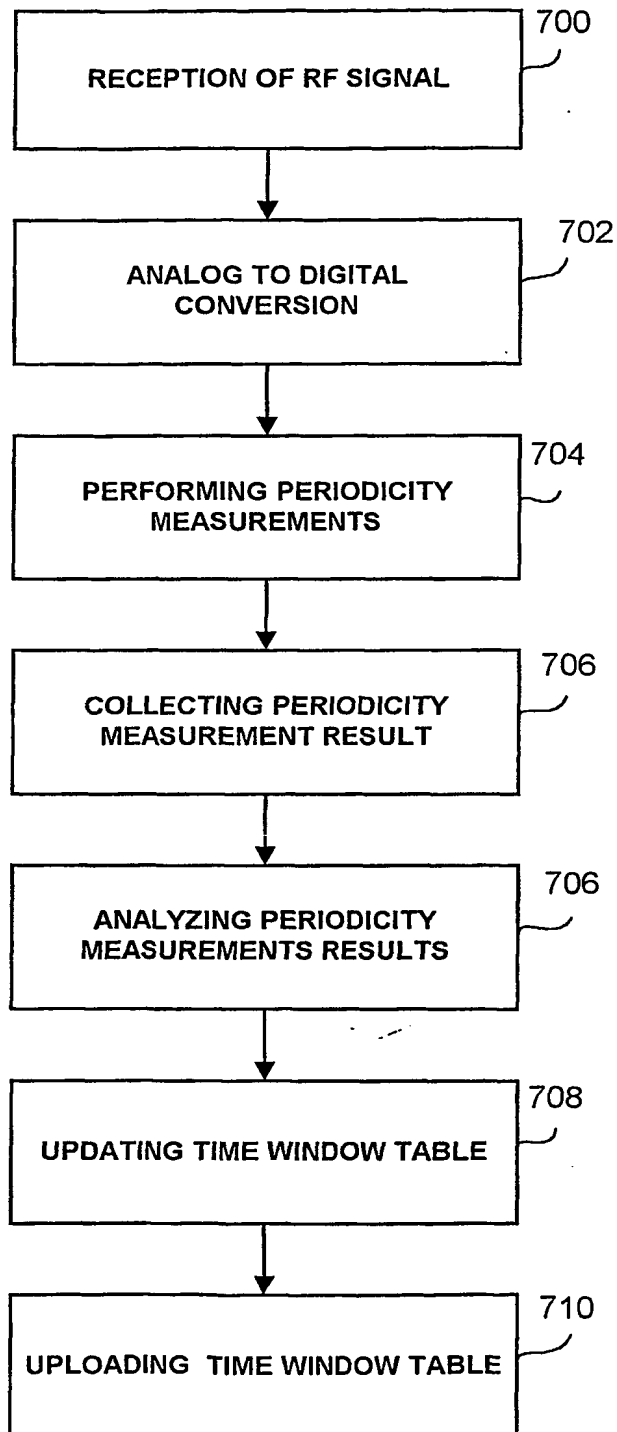 700
RECEPTION OF RF SIGNAL
702
ANALOG TO DIGITAL
CONVERSION
704
PERFORMING PERIODICITY
MEASUREMENTS
706
COLLECTING PERIODICITY
MEASUREMENT RESULT
706
ANALYZING PERIODICITY
MEASUREMENTS RESULTS
708
UPDATING TIME WINDOW TABLE
710
UPLOADING TIME WINDOW TABLE